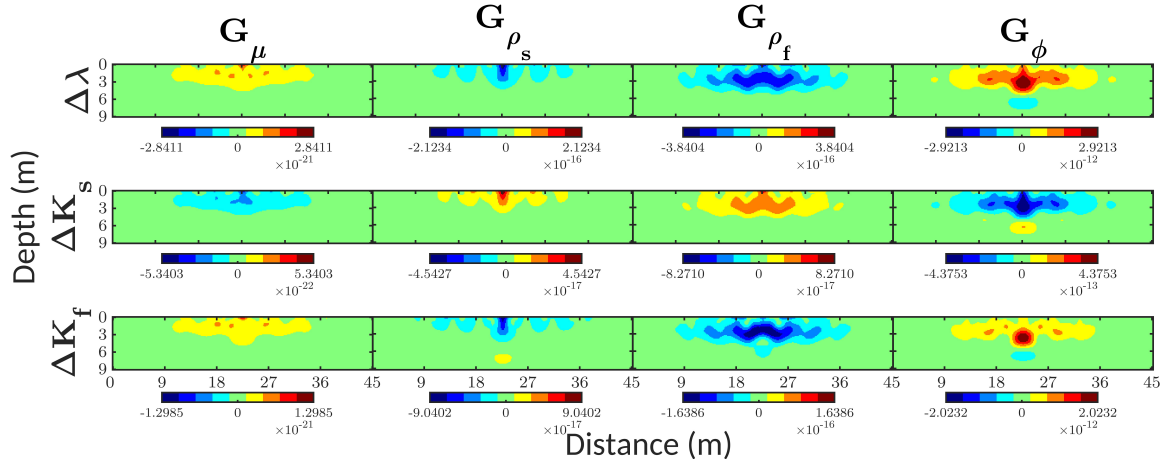 G_μ G_ρ_s G_ρ_f G_ϕ
Δλ
0
3
6
9
-2.8411 0 2.8411 -2.1234 0 2.1234 -3.8404 0 3.8404 -2.9213 0 2.9213
×10^-21 ×10^-16 ×10^-16 ×10^-12
Depth (m)
ΔK_s
0
3
6
9
-5.3403 0 5.3403 -4.5427 0 4.5427 -8.2710 0 8.2710 -4.3753 0 4.3753
×10^-22 ×10^-17 ×10^-17 ×10^-13
ΔK_f
0
3
6
9
0 9 18 27 36 45 9 18 27 36 45 9 18 27 36 45 9 18 27 36 45
-1.2985 0 1.2985 -9.0402 0 9.0402 -1.6386 0 1.6386 -2.0232 0 2.0232
×10^-21 ×10^-17 ×10^-16 ×10^-12
Distance (m)